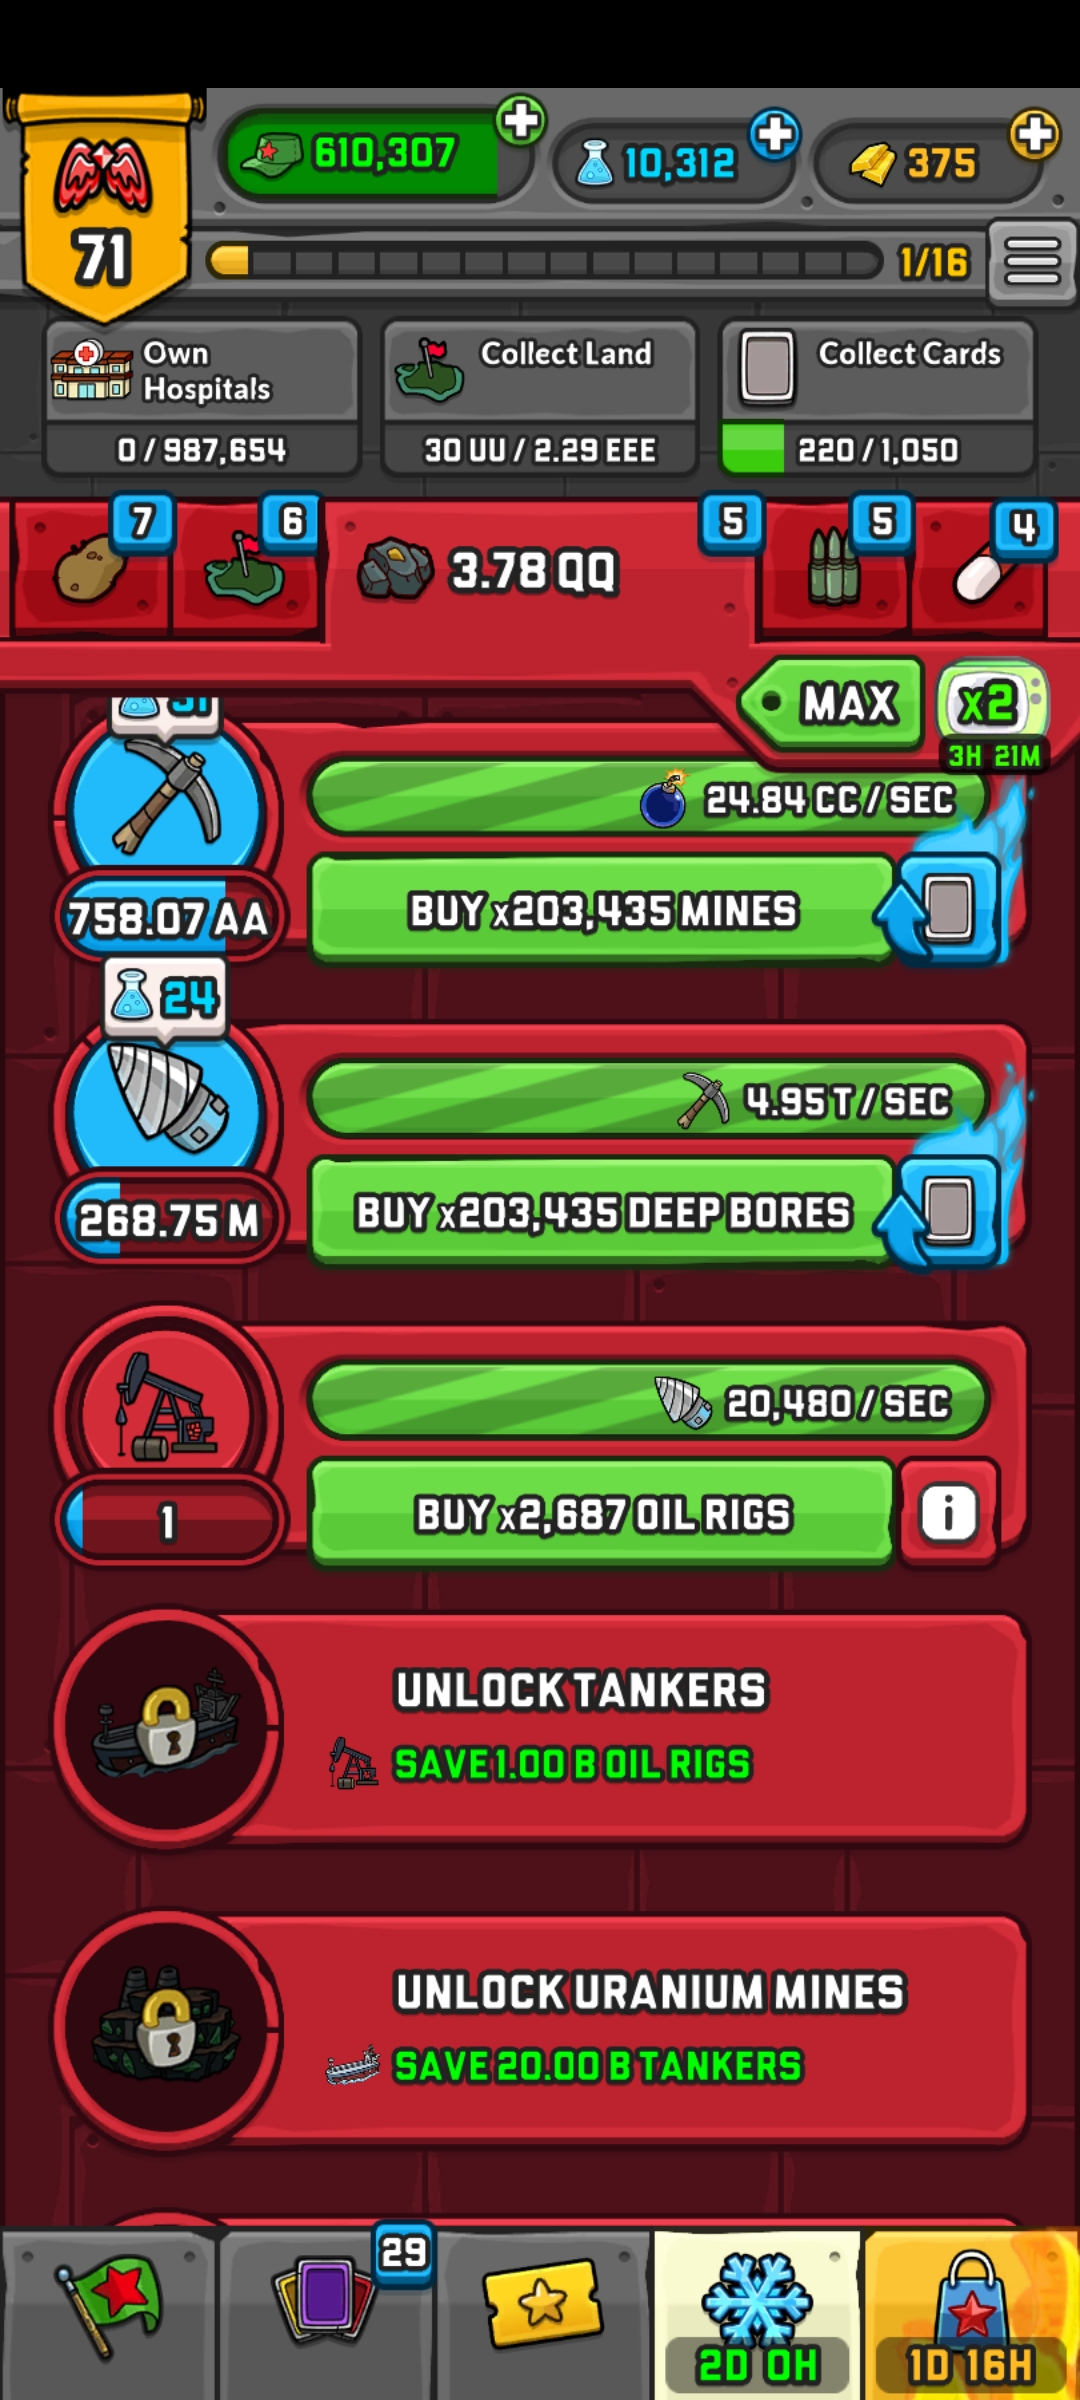 71
610,307
10,312
375
1/16
Own
Hospitals
0 / 987,654
Collect Land
30 UU / 2.29 EEE
Collect Cards
220 / 1,050
7
6
3.78 QQ
5
5
4
MAX
x2
3H 21M
24.84 CC / SEC
758.07 AA
BUY x203,435 MINES
24
4.95 T / SEC
268.75 M
BUY x203,435 DEEP BORES
20,480 / SEC
1
BUY x2,687 OIL RIGS
i
UNLOCK TANKERS
SAVE 1.00 B OIL RIGS
UNLOCK URANIUM MINES
SAVE 20.00 B TANKERS
29
2D 0H
1D 16H